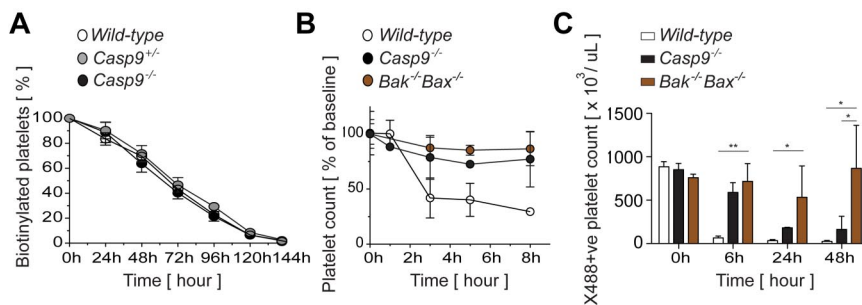 A
Wild-type
Casp9+/-
Casp9-/-
Biotinylated platelets [ % ]
100
80
60
40
20
0
0h 24h 48h 72h 96h 120h 144h
Time [ hour ]
B
Wild-type
Casp9-/-
Bak-/-Bax-/-
Platelet count [ % of baseline ]
100
50
0
0h 2h 4h 6h 8h
Time [ hour ]
C
Wild-type
Casp9-/-
Bak-/-Bax-/-
X488+ve platelet count [ x 10³/ uL ]
1500
1000
750
500
0
** * * *
0h 6h 24h 48h
Time [ hour ]